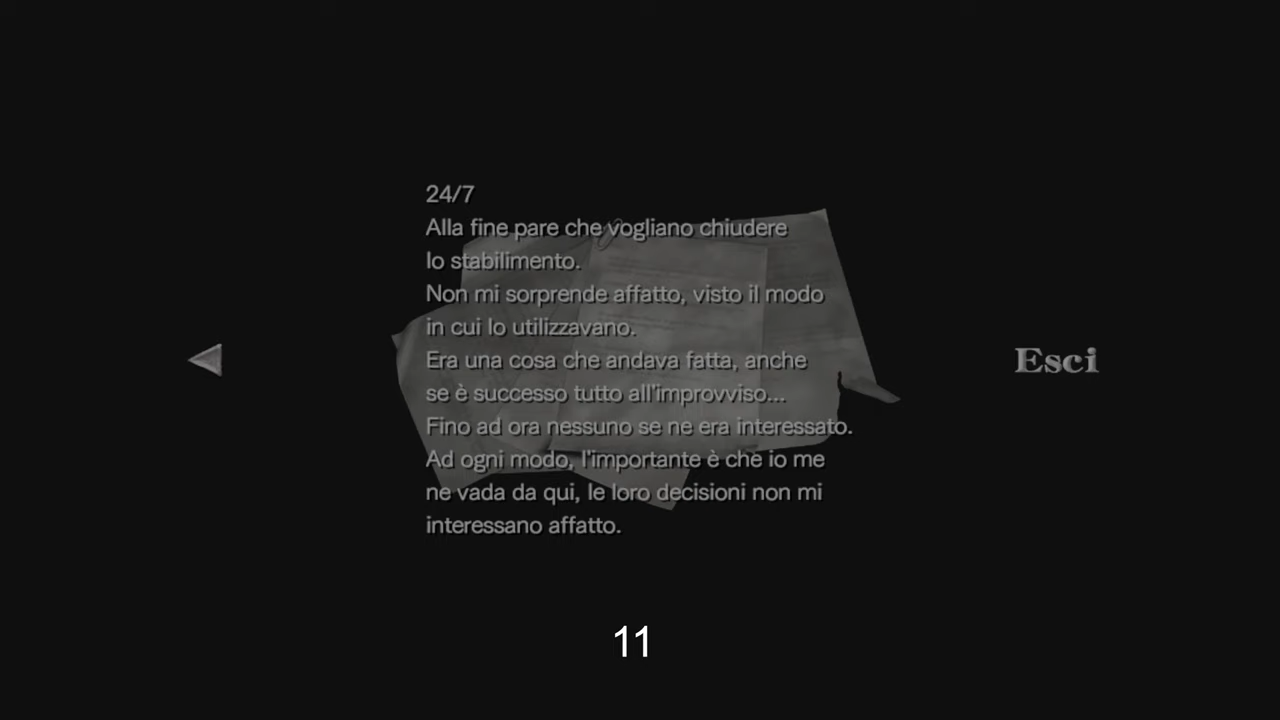 24/7
Alla fine pare che vogliano chiudere
lo stabilimento.
Non mi sorprende affatto, visto il modo
in cui lo utilizzavano.
Era una cosa che andava fatta, anche
se è successo tutto all'improvviso...
Fino ad ora nessuno se ne era interessato.
Ad ogni modo, l'importante è che io me
ne vada da qui, le loro decisioni non mi
interessano affatto.
Esci
11